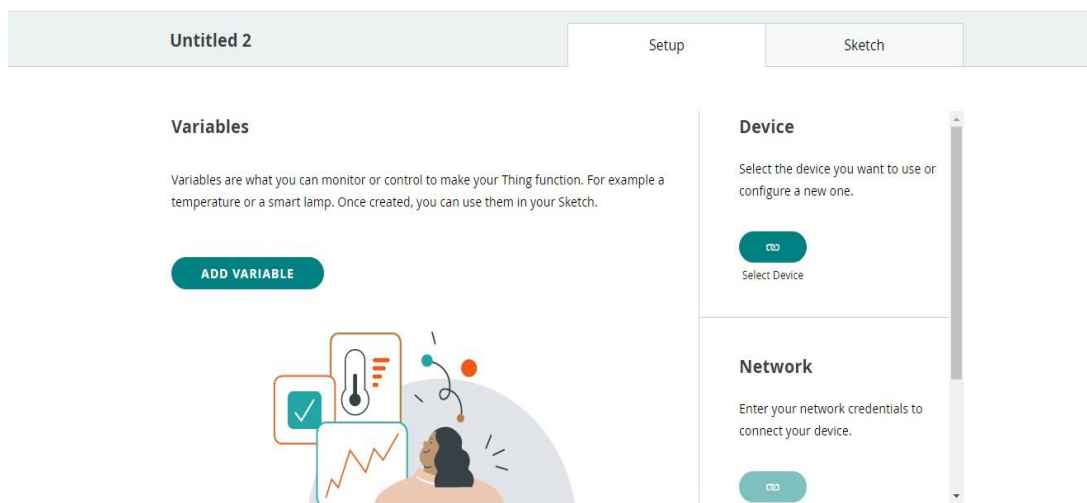 Untitled 2
Setup
Sketch
Variables
Variables are what you can monitor or control to make your Thing function. For example a
temperature or a smart lamp. Once created, you can use them in your Sketch.
ADD VARIABLE
Device
Select the device you want to use or
configure a new one.
Select Device
Network
Enter your network credentials to
connect your device.